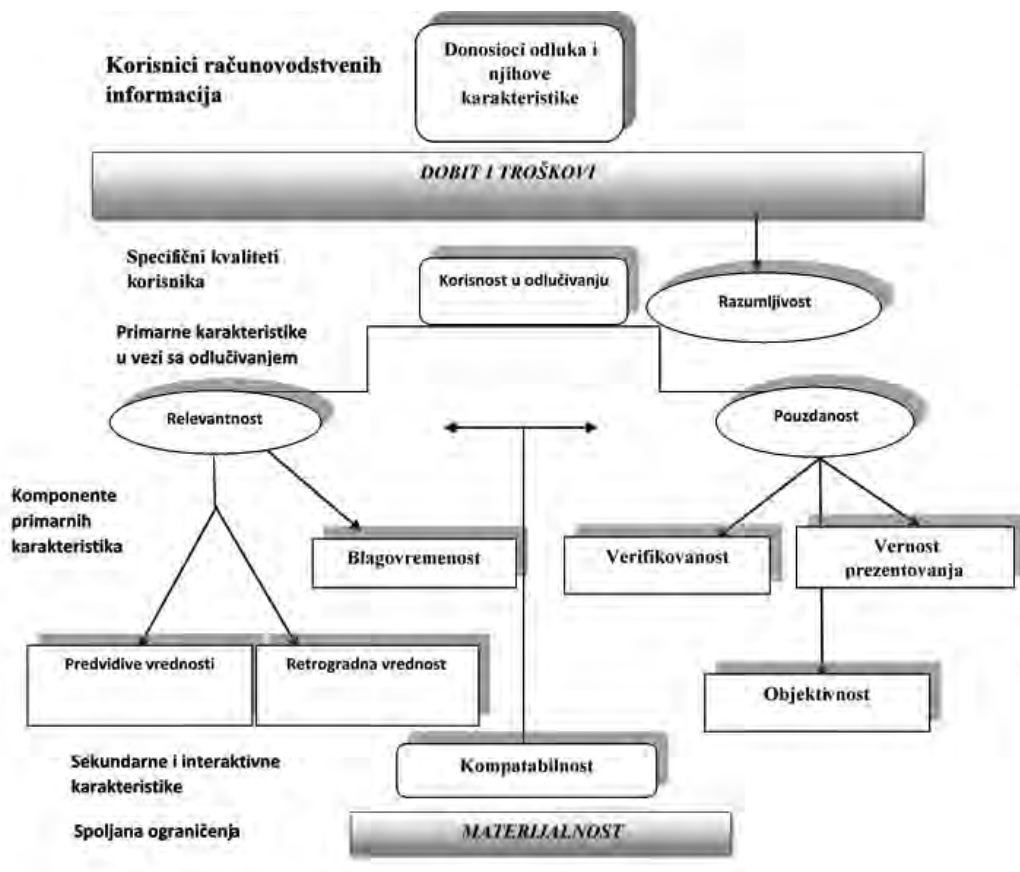 Korisnici računovodstvenih
informacija
Donosioci odluka i
njihove
karakteristike
DOBIT I TROŠKOVI
Specifični kvaliteti
korisnika
Korisnost u odlučivanju
Razumljivost
Primarne karakteristike
u vezi sa odlučivanjem
Relevantnost
Pouzdanost
Komponente
primarnih
karakteristika
Blagovremenost
Verifikovanost
Vernost
prezentovanja
Predvidive vrednosti
Retrogradna vrednost
Objektivnost
Sekundarne i interaktivne
karakteristike
Kompatabilnost
Spoljana ograničenja
MATERIJALNOST